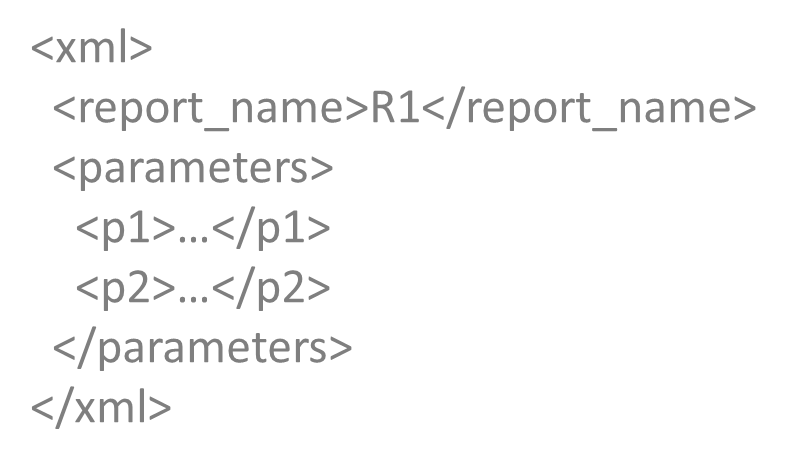 <xml>
<report_name>R1</report_name>
<parameters>
<p1>...</p1>
<p2>...</p2>
</parameters>
</xml>